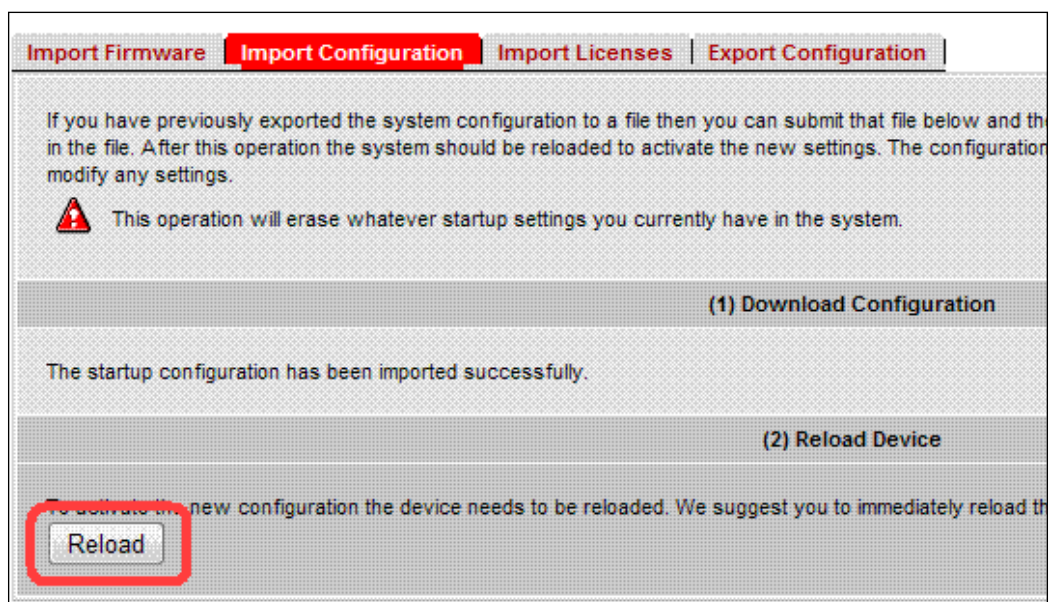 Import Firmware | Import Configuration | Import Licenses | Export Configuration |
If you have previously exported the system configuration to a file then you can submit that file below and the
in the file. After this operation the system should be reloaded to activate the new settings. The configuration
modify any settings.
This operation will erase whatever startup settings you currently have in the system.
(1) Download Configuration
The startup configuration has been imported successfully.
(2) Reload Device
To activate the new configuration the device needs to be reloaded. We suggest you to immediately reload th
Reload